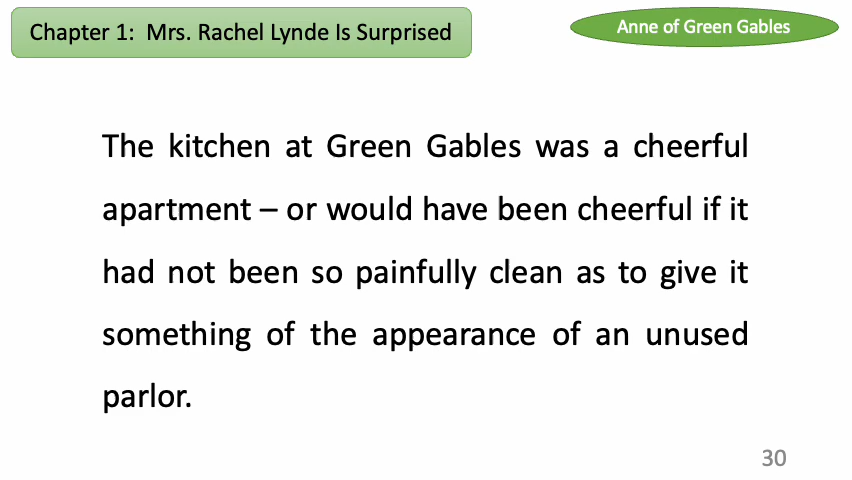 Chapter 1:  Mrs. Rachel Lynde Is Surprised
Anne of Green Gables
The kitchen at Green Gables was a cheerful
apartment – or would have been cheerful if it
had not been so painfully clean as to give it
something of the appearance of an unused
parlor.
30